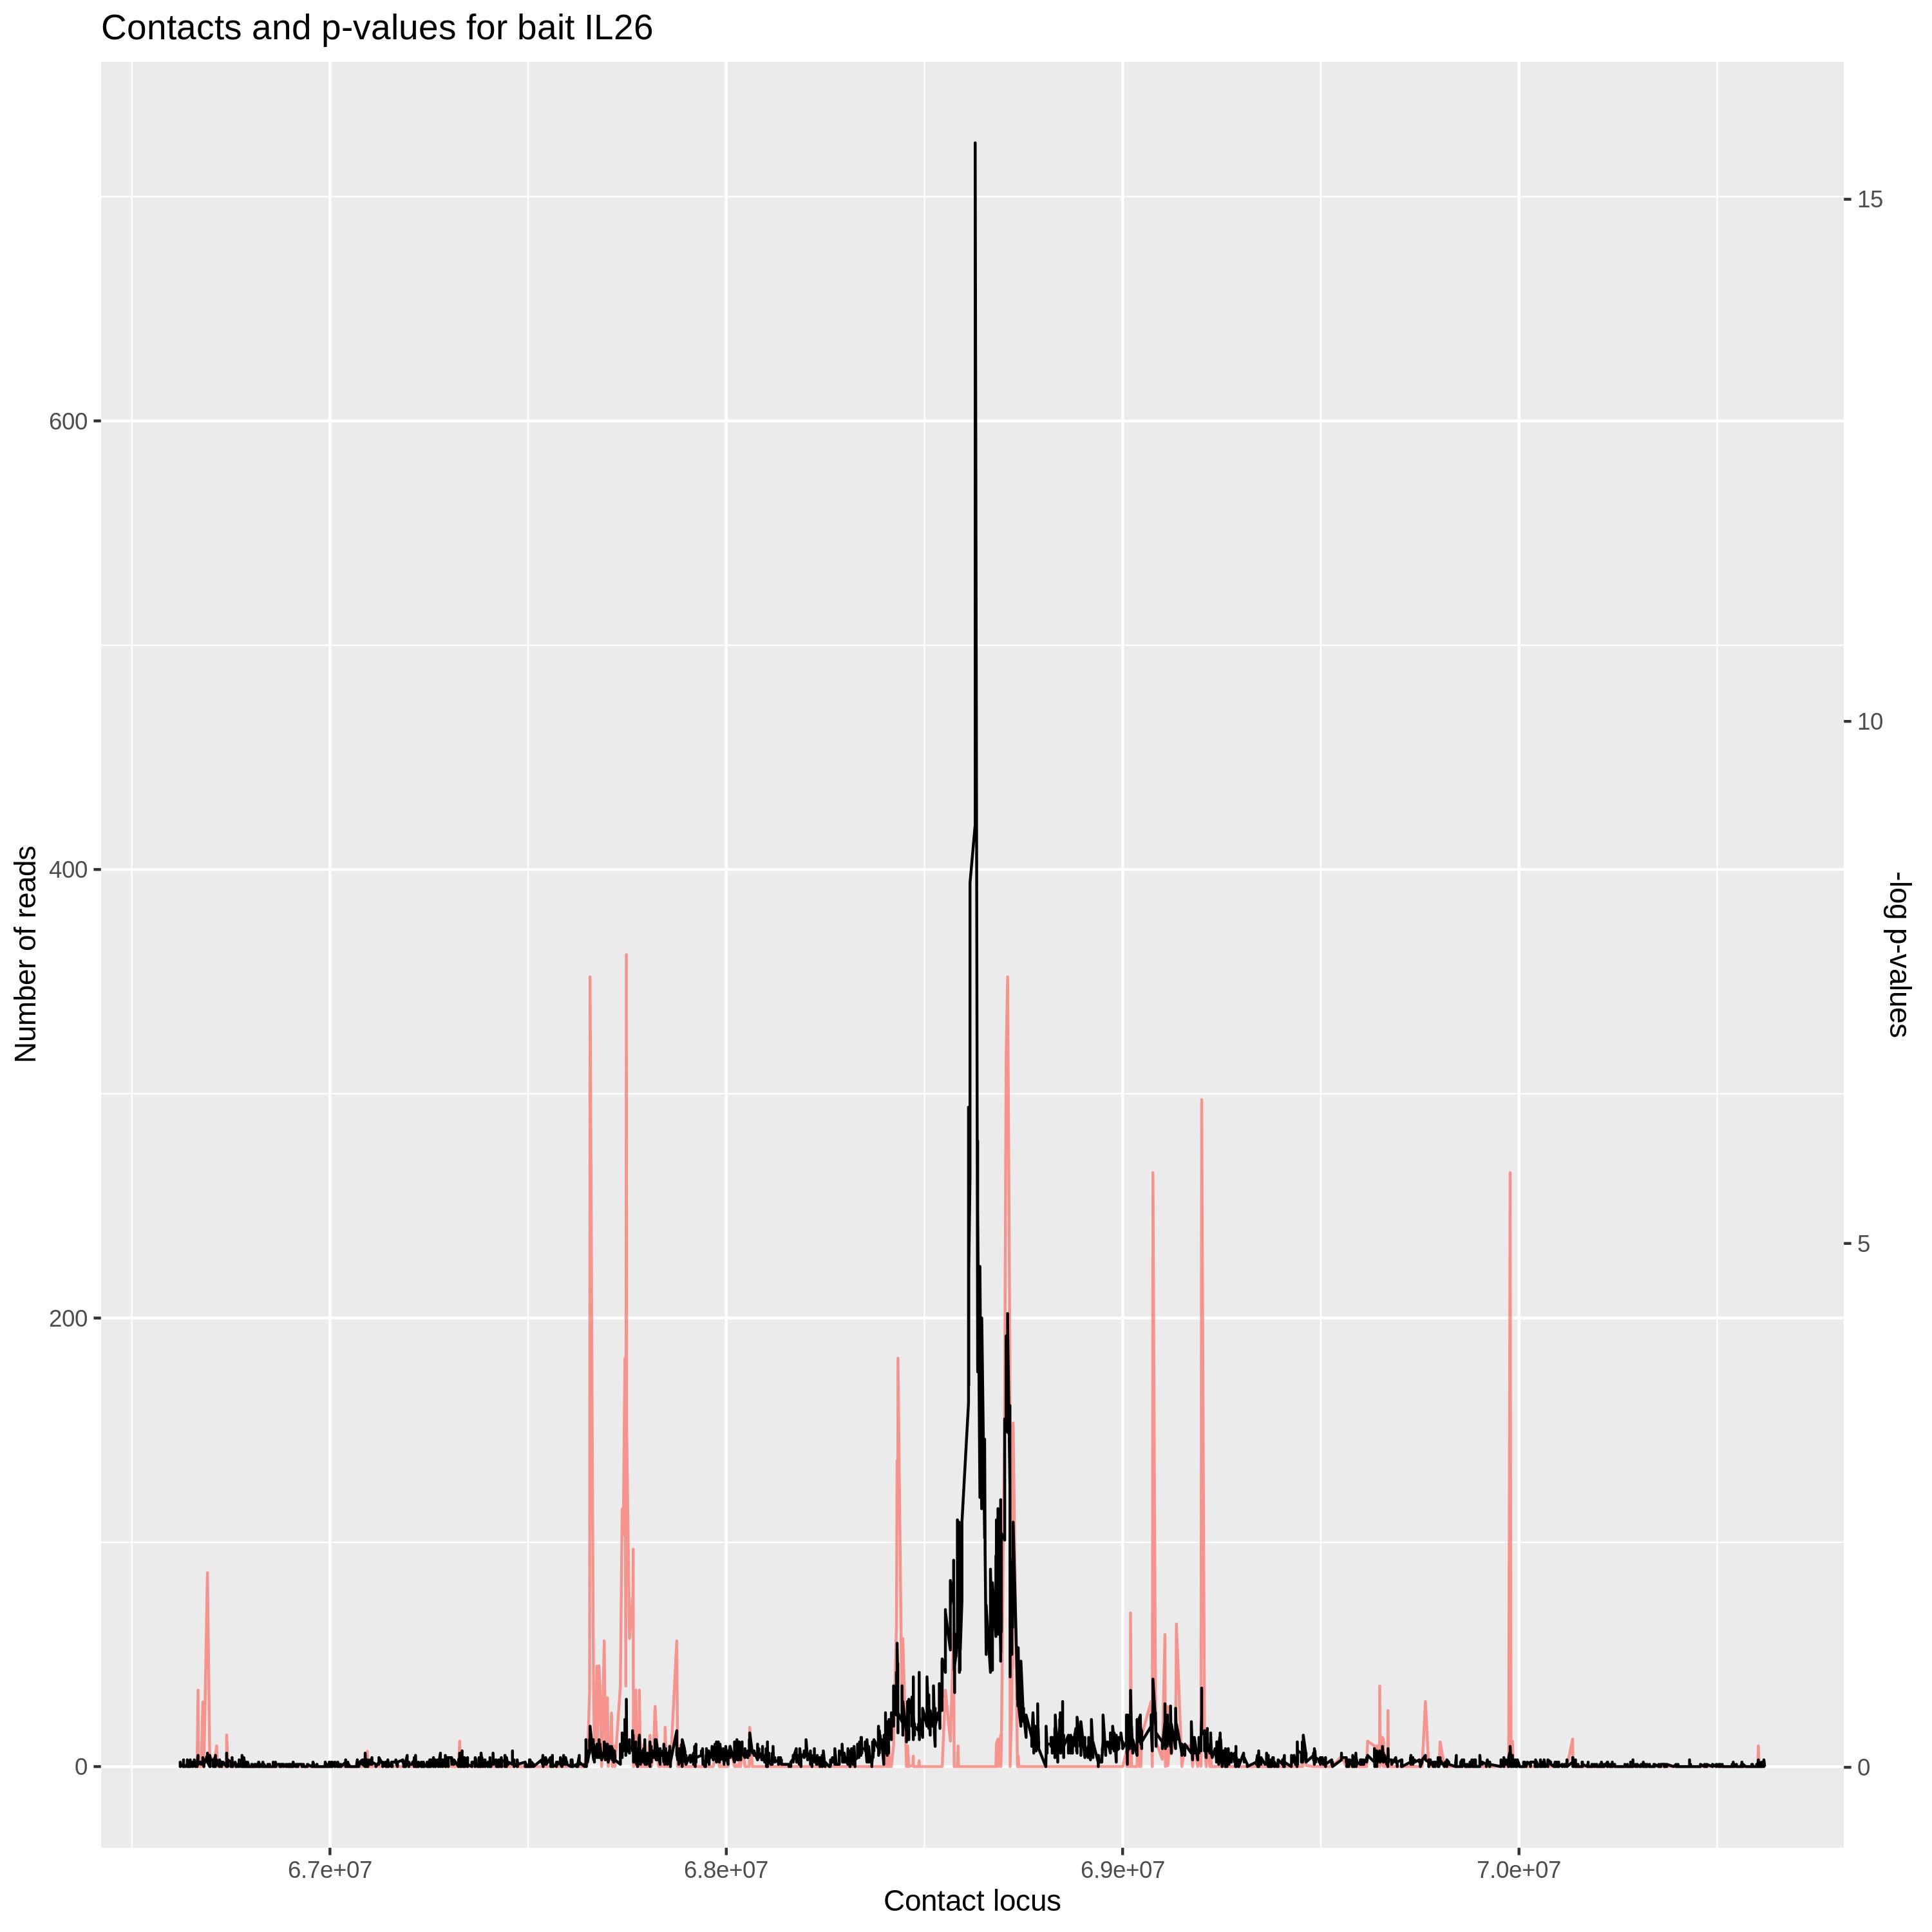 Contacts and p-values for bait IL26
Number of reads
600
400
200
0
15
10
5
0
-log p-values
6.7e+07
6.8e+07
6.9e+07
7.0e+07
Contact locus